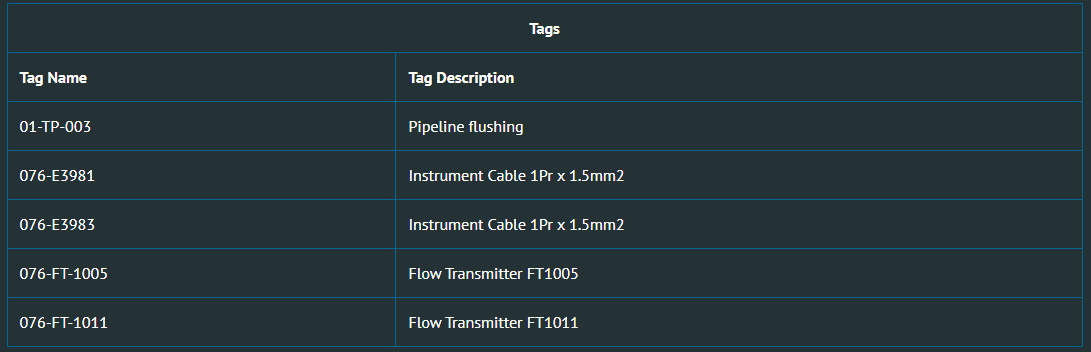 Tags
Tag Name Tag Description
01-TP-003 Pipeline flushing
076-E3981 Instrument Cable 1Pr x 1.5mm2
076-E3983 Instrument Cable 1Pr x 1.5mm2
076-FT-1005 Flow Transmitter FT1005
076-FT-1011 Flow Transmitter FT1011